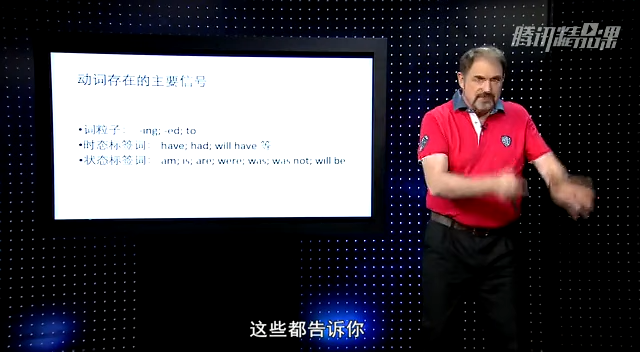 腾讯精品课
动词存在的主要信号
•词粒子： -ing; -ed; to
•时态标签词： have; had; will have 等
•状态标签词： am; is; are; were; was; was not; will be
这些都告诉你